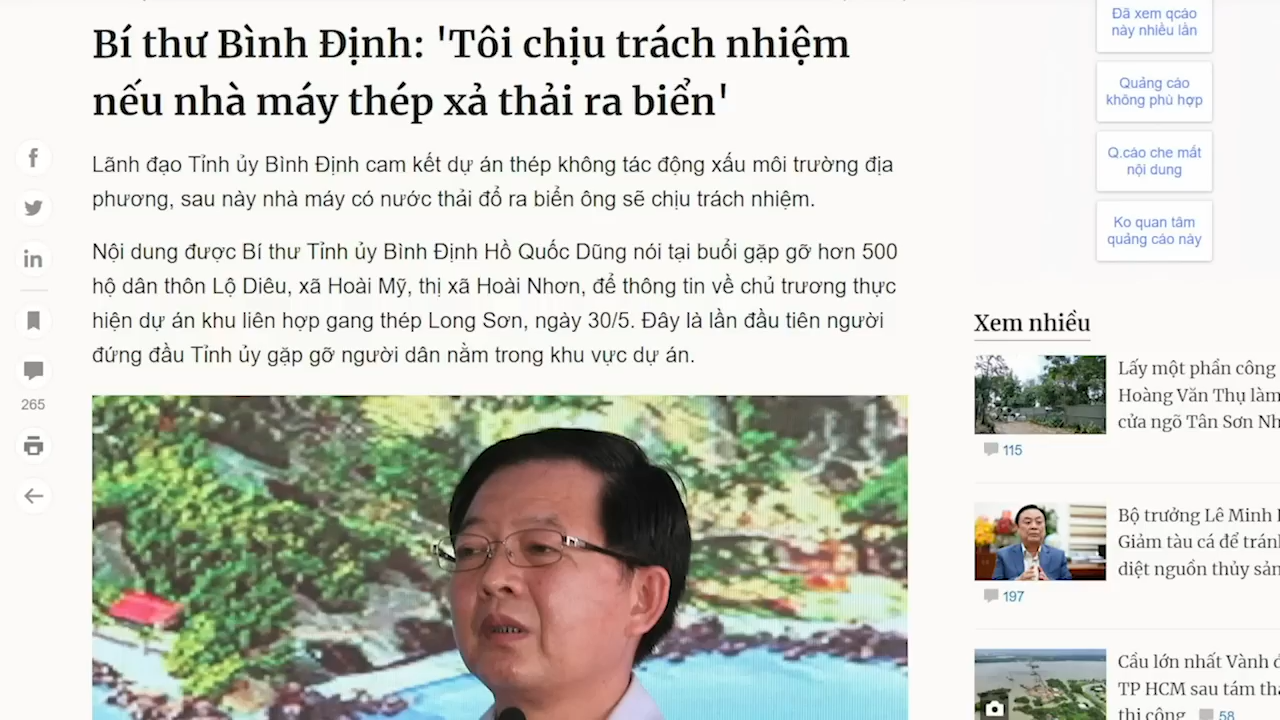 Bí thư Bình Định: 'Tôi chịu trách nhiệm
nếu nhà máy thép xả thải ra biển'
Lãnh đạo Tỉnh ủy Bình Định cam kết dự án thép không tác động xấu môi trường địa
phương, sau này nhà máy có nước thải đổ ra biển ông sẽ chịu trách nhiệm.
Nội dung được Bí thư Tỉnh ủy Bình Định Hồ Quốc Dũng nói tại buổi gặp gỡ hơn 500
hộ dân thôn Lộ Diêu, xã Hoài Mỹ, thị xã Hoài Nhơn, để thông tin về chủ trương thực
hiện dự án khu liên hợp gang thép Long Sơn, ngày 30/5. Đây là lần đầu tiên người
đứng đầu Tỉnh ủy gặp gỡ người dân nằm trong khu vực dự án.
265
Đã xem qcáo
này nhiều lần
Quảng cáo
không phù hợp
Q.cáo che mất
nội dung
Ko quan tâm
quảng cáo này
Xem nhiều
Lấy một phần công
Hoàng Văn Thụ làm
cửa ngõ Tân Sơn Nh
115
Bộ trưởng Lê Minh
Giảm tàu cá để tránh
diệt nguồn thủy sản
197
Cầu lớn nhất Vành đ
TP HCM sau tám thá
thi công 58